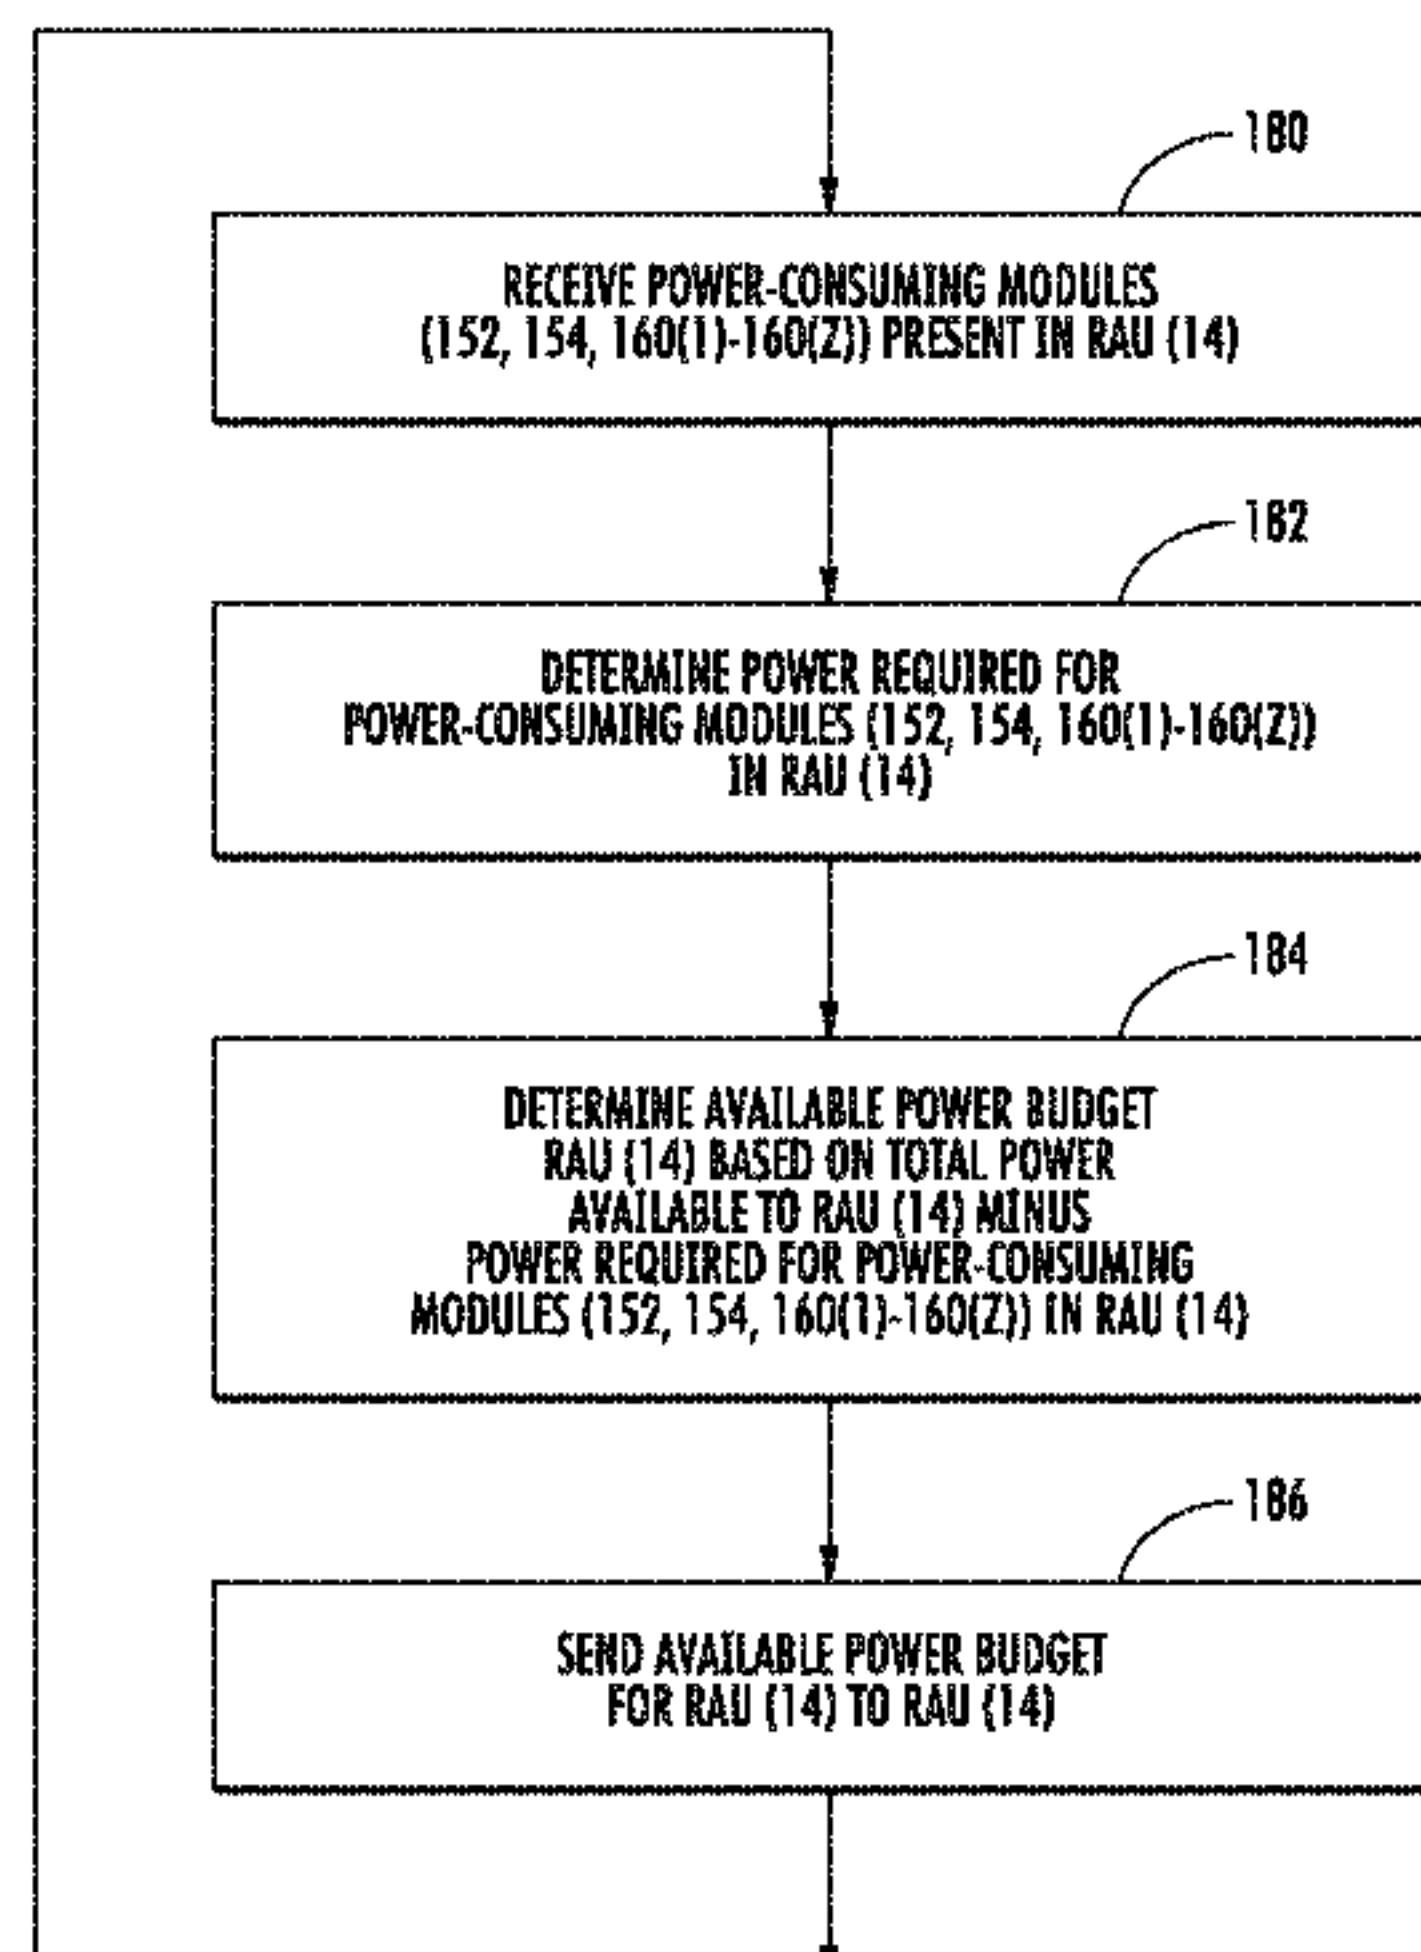 180
RECEIVE POWER-CONSUMING MODULES
(152, 154, 160(1)-160(Z)) PRESENT IN RAU (14)
182
DETERMINE POWER REQUIRED FOR
POWER-CONSUMING MODULES (152, 154, 160(1)-160(Z))
IN RAU (14)
184
DETERMINE AVAILABLE POWER BUDGET
RAU (14) BASED ON TOTAL POWER
AVAILABLE TO RAU (14) MINUS
POWER REQUIRED FOR POWER-CONSUMING
MODULES (152, 154, 160(1)-160(Z)) IN RAU (14)
186
SEND AVAILABLE POWER BUDGET
FOR RAU (14) TO RAU (14)